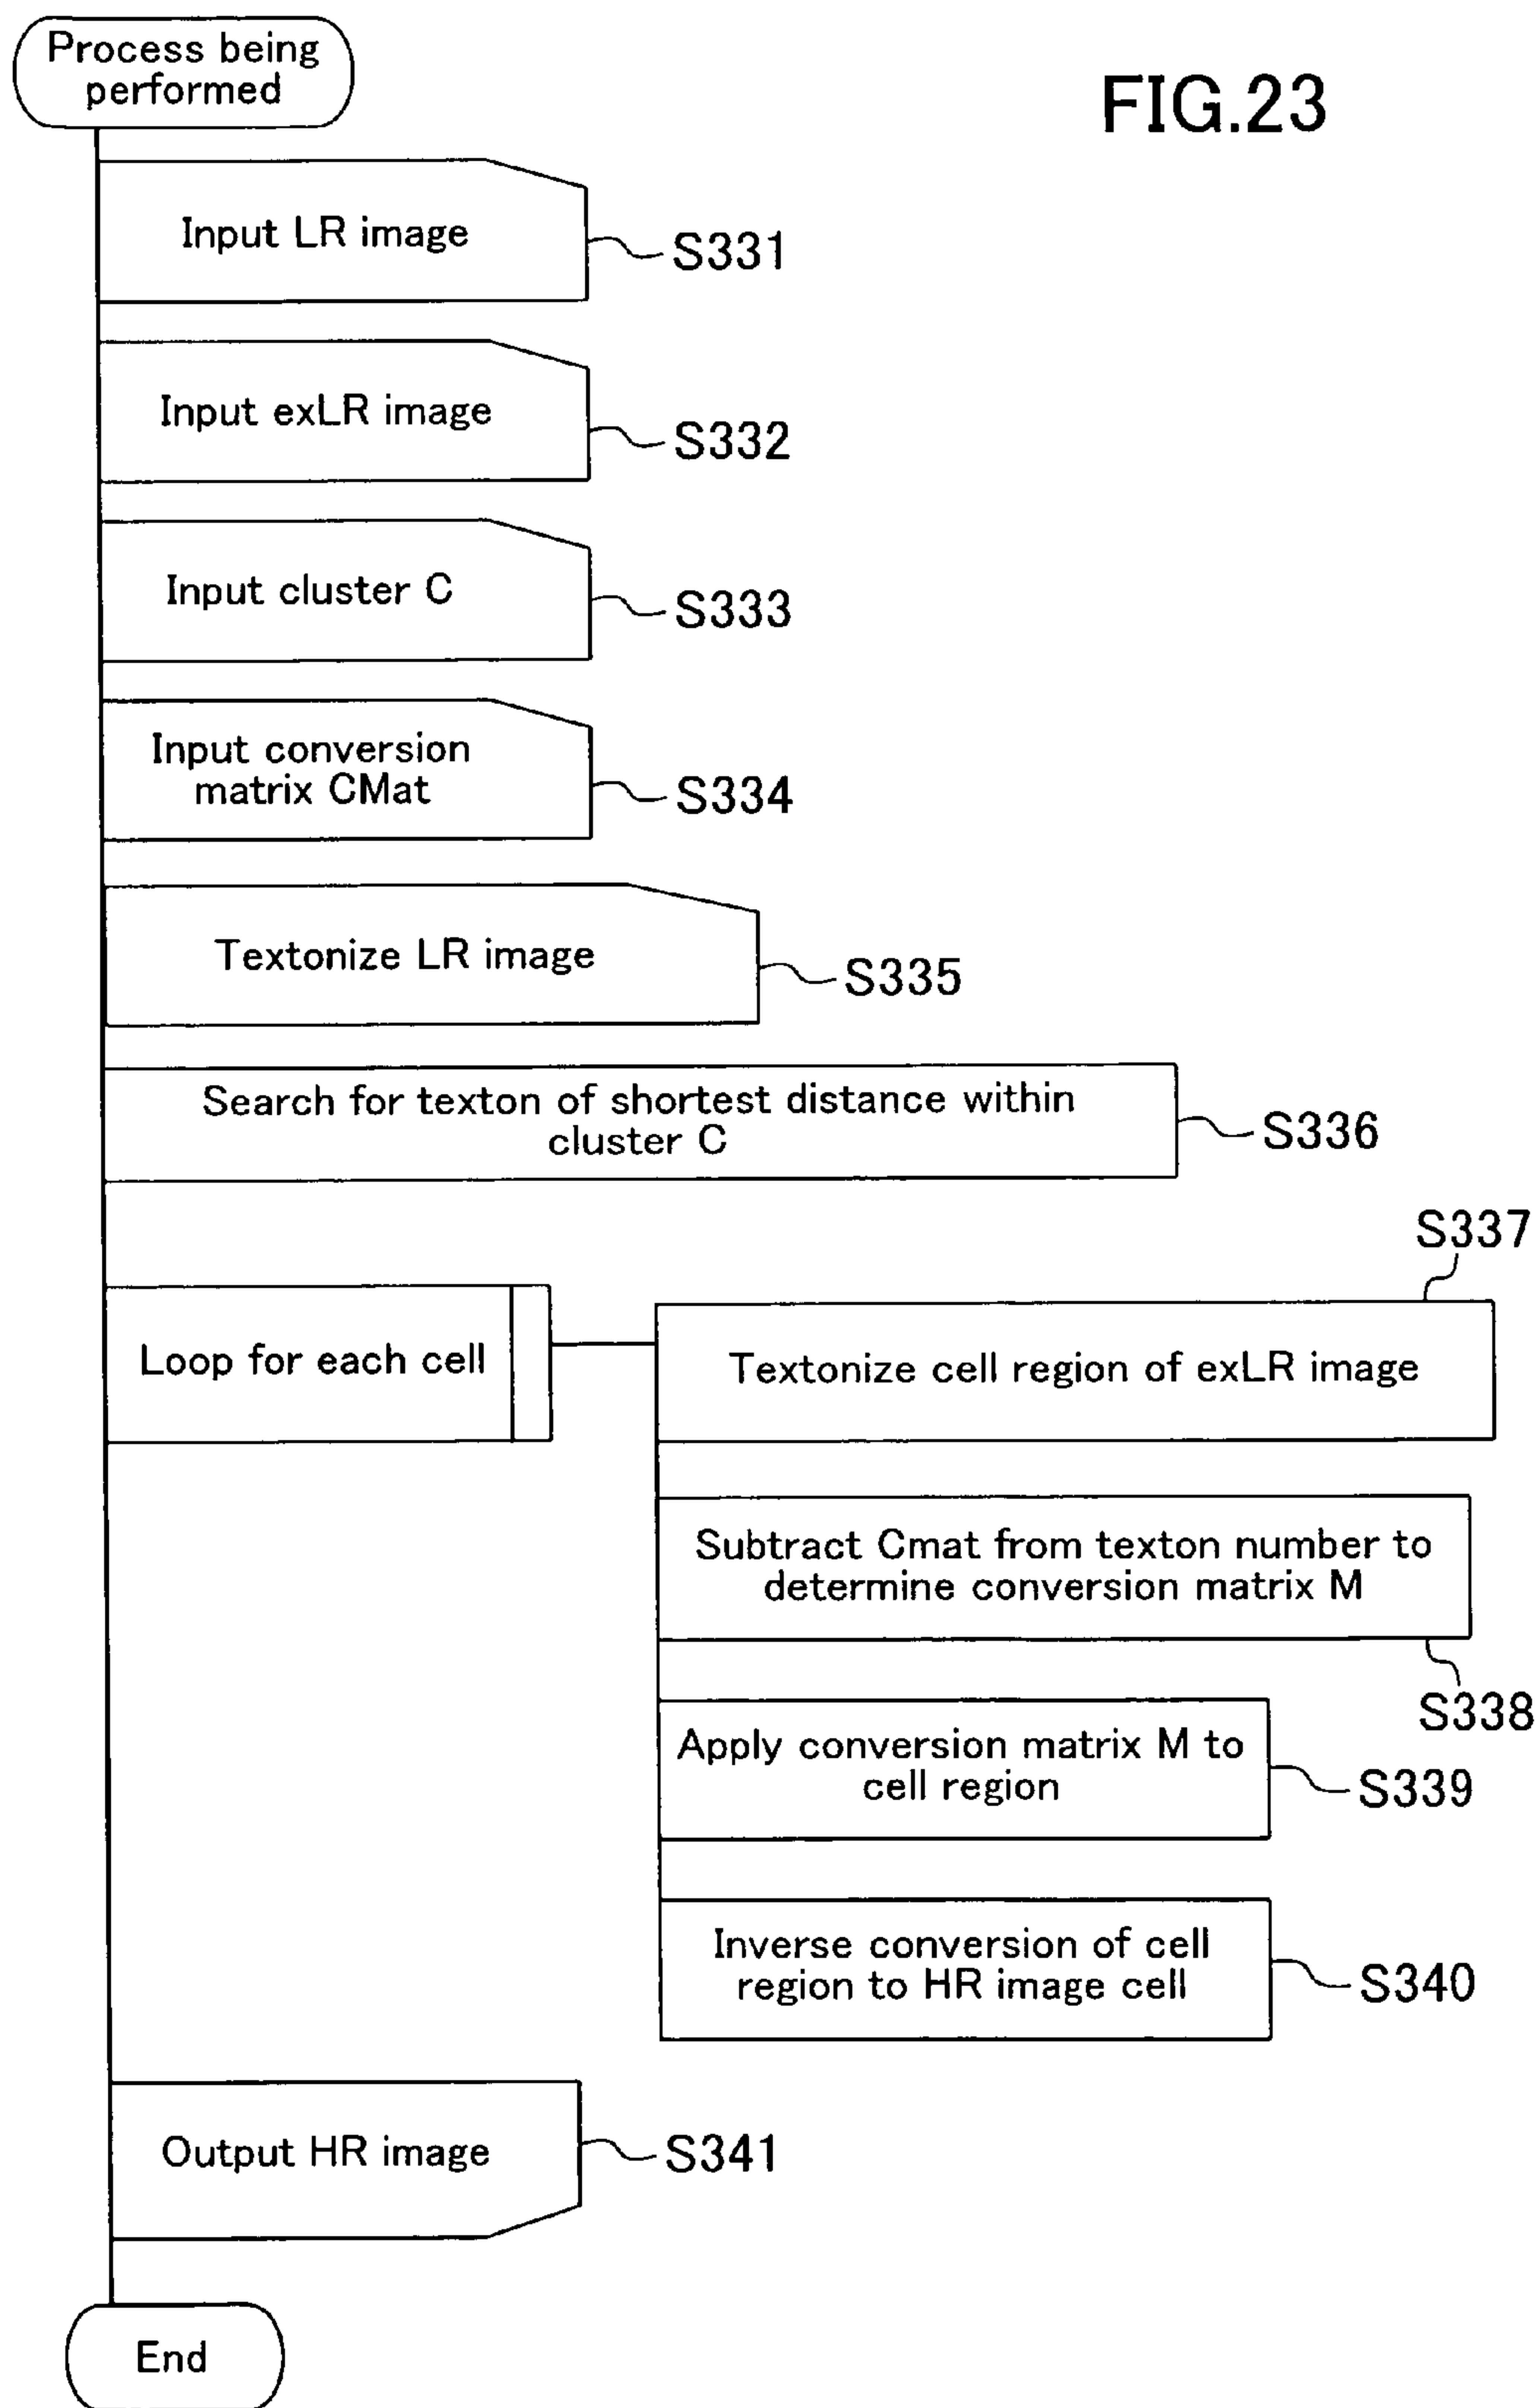 Process being
performed
FIG.23
Input LR image
S331
Input exLR image
S332
Input cluster C
S333
Input conversion
matrix CMat
S334
Textonize LR image
S335
Search for texton of shortest distance within
cluster C
S336
S337
Loop for each cell
Textonize cell region of exLR image
Subtract Cmat from texton number to
determine conversion matrix M
S338
Apply conversion matrix M to
cell region
S339
Inverse conversion of cell
region to HR image cell
S340
Output HR image
S341
End